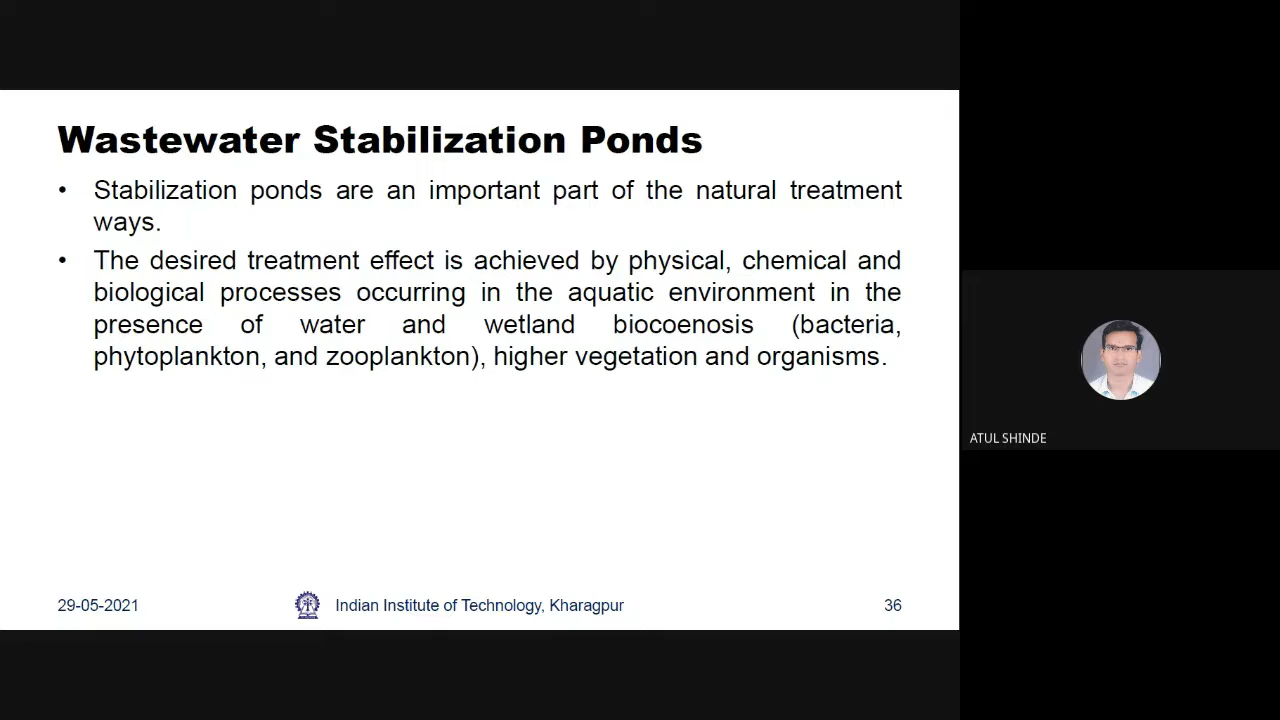 Wastewater Stabilization Ponds
• Stabilization ponds are an important part of the natural treatment
ways.
• The desired treatment effect is achieved by physical, chemical and
biological processes occurring in the aquatic environment in the
presence of water and wetland biocoenosis (bacteria,
phytoplankton, and zooplankton), higher vegetation and organisms.
29-05-2021
Indian Institute of Technology, Kharagpur
36
ATUL SHINDE